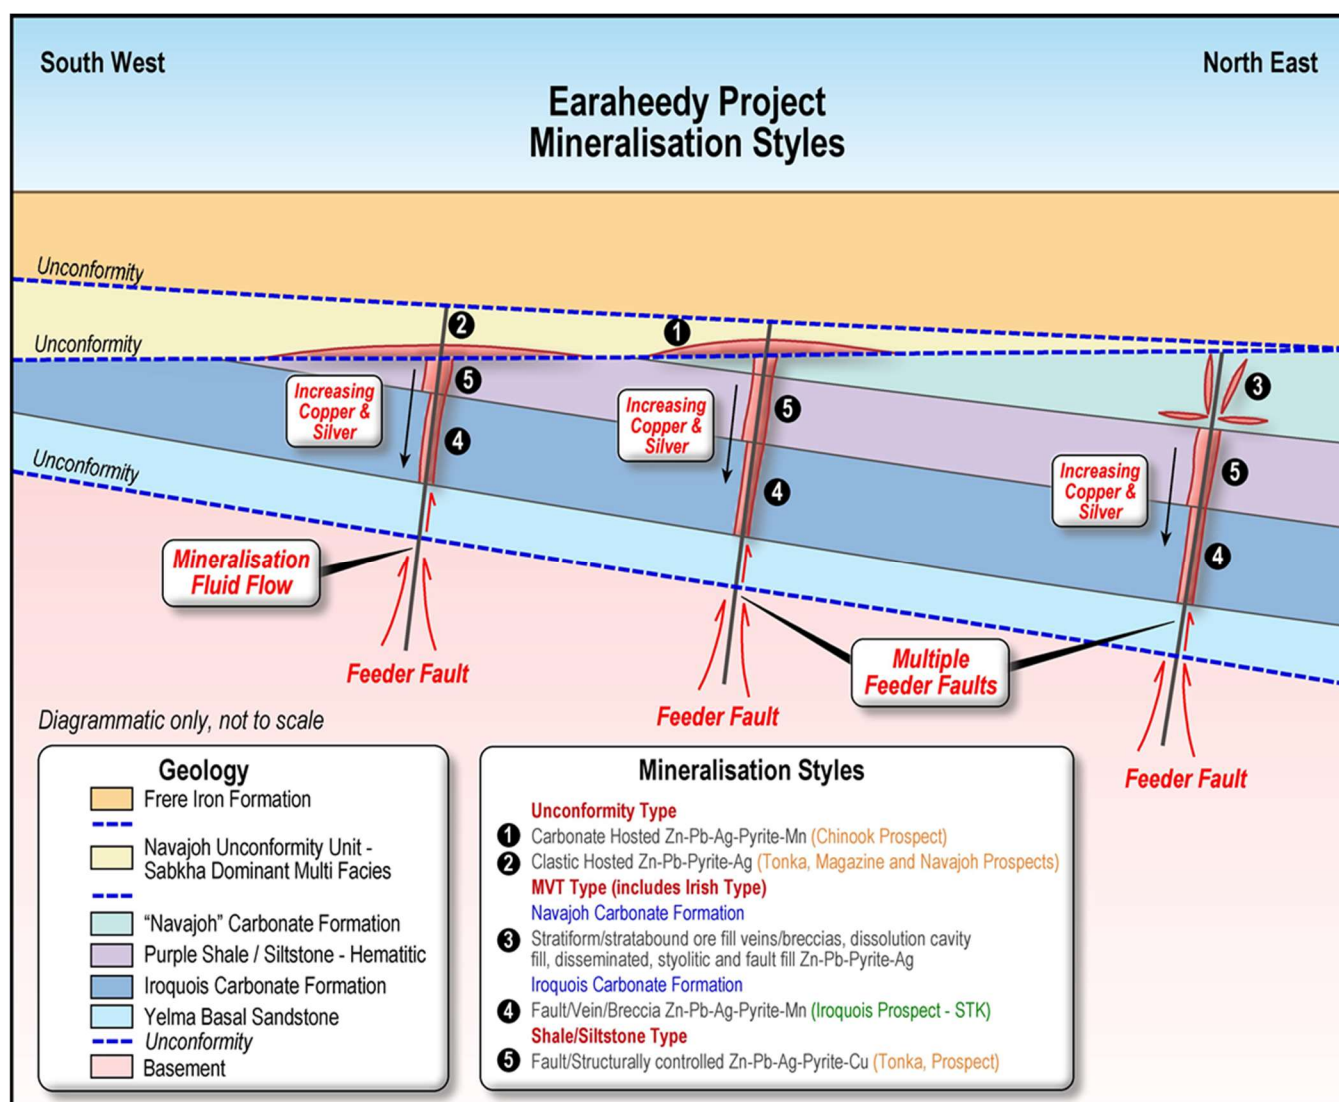 South West
North East
Earaheedy Project
Mineralisation Styles
Unconformity
2
1
Unconformity
3
5
Increasing
Copper &
Silver
5
Increasing
Copper &
Silver
4
Unconformity
5
Increasing
Copper &
Silver
4
4
Mineralisation
Fluid Flow
Multiple
Feeder Faults
Feeder Fault
Feeder Fault
Feeder Fault
Diagrammatic only, not to scale
Geology
Frere Iron Formation
Navajoh Unconformity Unit -
Sabkha Dominant Multi Facies
“Navajoh” Carbonate Formation
Purple Shale / Siltstone - Hematitic
Iroquois Carbonate Formation
Yelma Basal Sandstone
Unconformity
Basement
Mineralisation Styles
Unconformity Type
1 Carbonate Hosted Zn-Pb-Ag-Pyrite-Mn (Chinook Prospect)
2 Clastic Hosted Zn-Pb-Pyrite-Ag (Tonka, Magazine and Navajoh Prospects)
MVT Type (includes Irish Type)
Navajoh Carbonate Formation
3 Stratiform/stratabound ore fill veins/breccias, dissolution cavity
fill, disseminated, styolitic and fault fill Zn-Pb-Pyrite-Ag
Iroquois Carbonate Formation
4 Fault/Vein/Breccia Zn-Pb-Ag-Pyrite-Mn (Iroquois Prospect - STK)
Shale/Siltstone Type
5 Fault/Structurally controlled Zn-Pb-Ag-Pyrite-Cu (Tonka, Prospect)